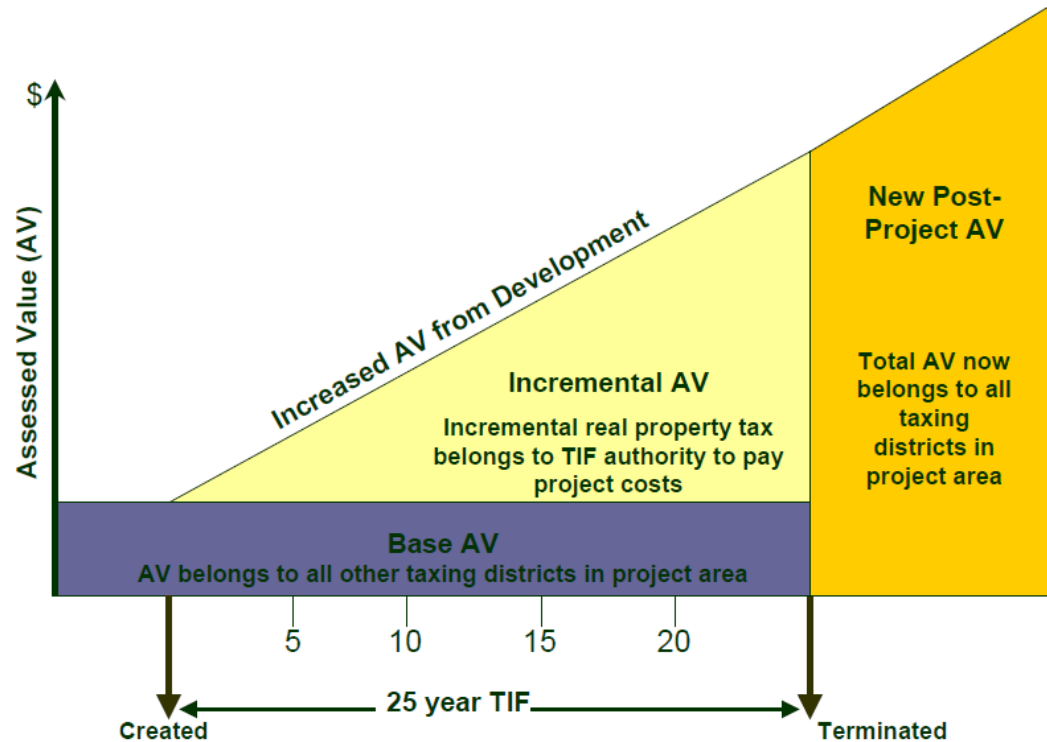 $
Assessed Value (AV)
Increased AV from Development
New Post-
Project AV
Incremental AV
Incremental real property tax
belongs to TIF authority to pay
project costs
Total AV now
belongs to all
taxing
districts in
project area
Base AV
AV belongs to all other taxing districts in project area
5 10 15 20
25 year TIF
Created
Terminated